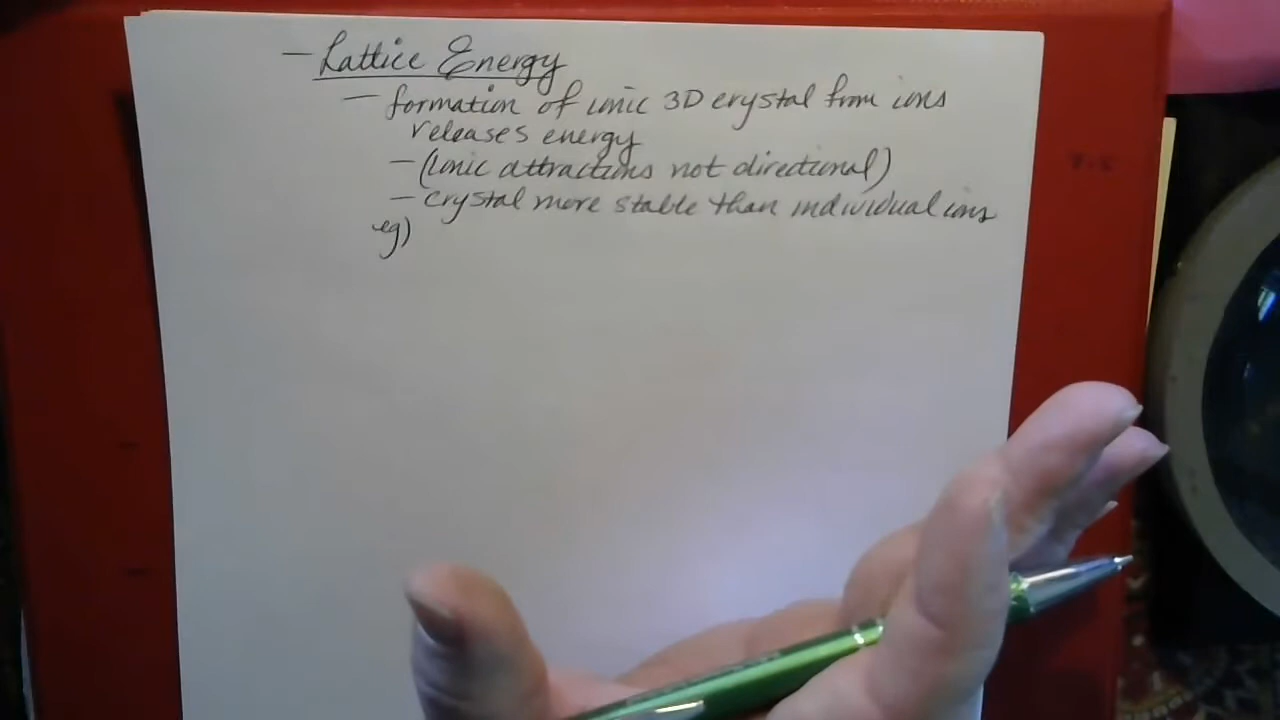 – Lattice Energy
– formation of ionic 3D crystal from ions
releases energy
– (ionic attractions not directional)
– crystal more stable than individual ions
eg)